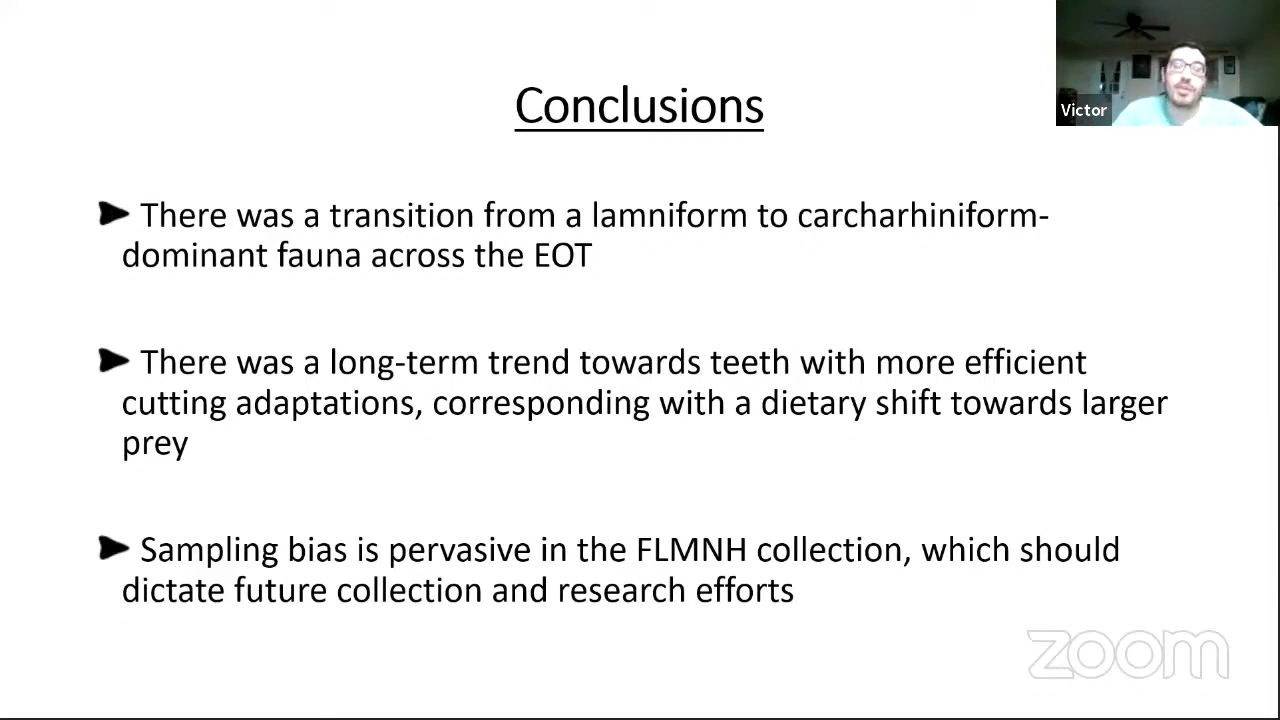 Conclusions
Victor
There was a transition from a lamniform to carcharhiniform-
dominant fauna across the EOT
There was a long-term trend towards teeth with more efficient
cutting adaptations, corresponding with a dietary shift towards larger
prey
Sampling bias is pervasive in the FLMNH collection, which should
dictate future collection and research efforts
zoom